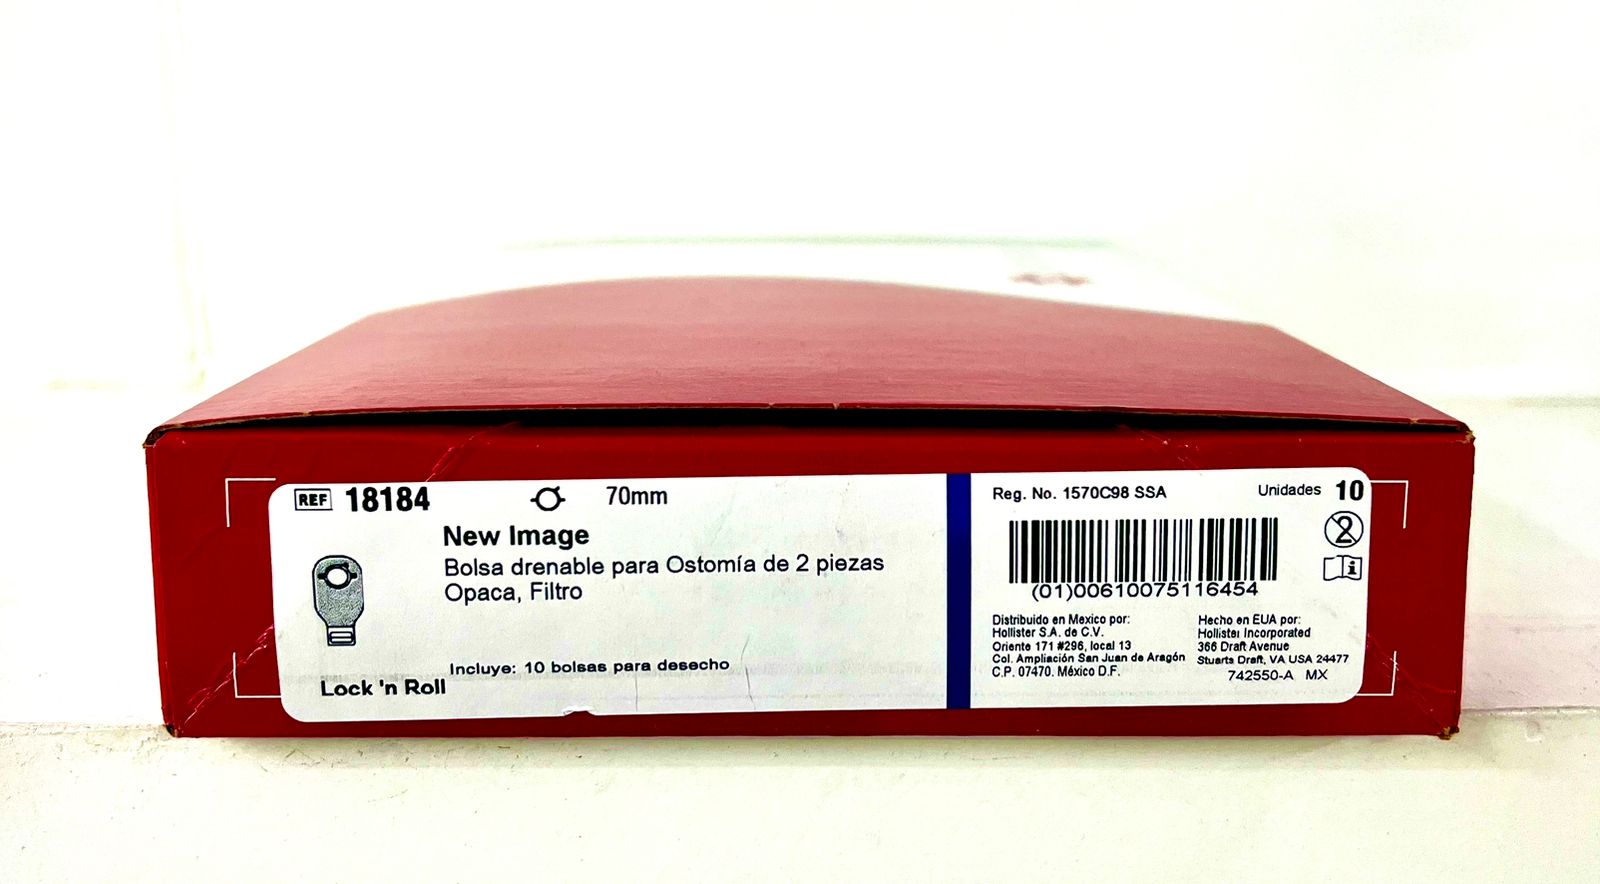 REF 18184 70mm
New Image
Bolsa drenable para Ostomía de 2 piezas
Opaca, Filtro
Incluye: 10 bolsas para desecho
Lock 'n Roll
Reg. No. 1570C98 SSA
Unidades 10
2
i
(01)00610075116454
Distribuido en Mexico por:
Hollister S.A. de C.V.
Oriente 171 #296, local 13
Col. Ampliación San Juan de Aragón
C.P. 07470. México D.F.
Hecho en EUA por:
Hollister Incorporated
366 Draft Avenue
Stuarts Draft, VA USA 24477
742550-A MX